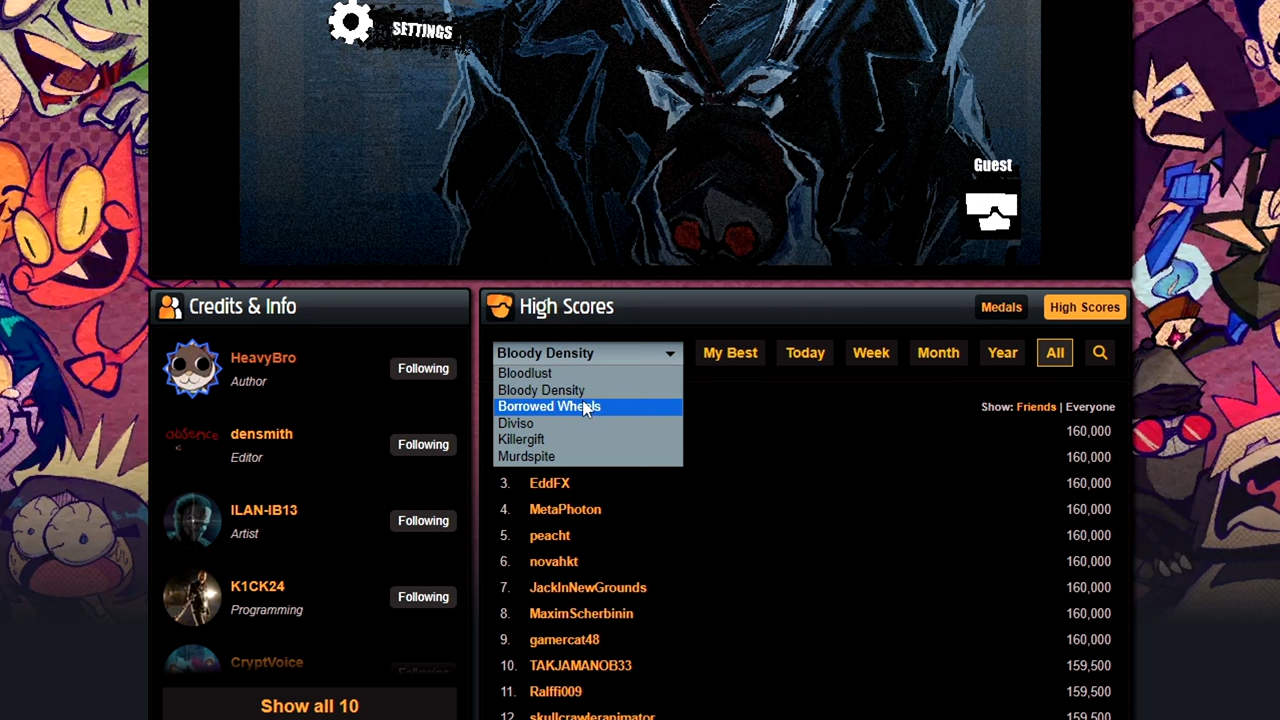 SETTINGS
Guest
Credits & Info
HeavyBro
Author
Following
absence
densmith
Editor
Following
ILAN-IB13
Artist
Following
K1CK24
Programming
Following
CryptVoice
Following
Show all 10
High Scores
Medals
High Scores
Bloody Density
My Best
Today
Week
Month
Year
All
Bloodlust
Bloody Density
Borrowed Wheels
Diviso
Killergift
Murdspite
Show: Friends | Everyone
160,000
160,000
3. EddFX 160,000
4. MetaPhoton 160,000
5. peacht 160,000
6. novahkt 160,000
7. JackInNewGrounds 160,000
8. MaximScherbinin 160,000
9. gamercat48 160,000
10. TAKJAMANOB33 159,500
11. Ralffi009 159,500
12. skullcrawleranimator 159,500